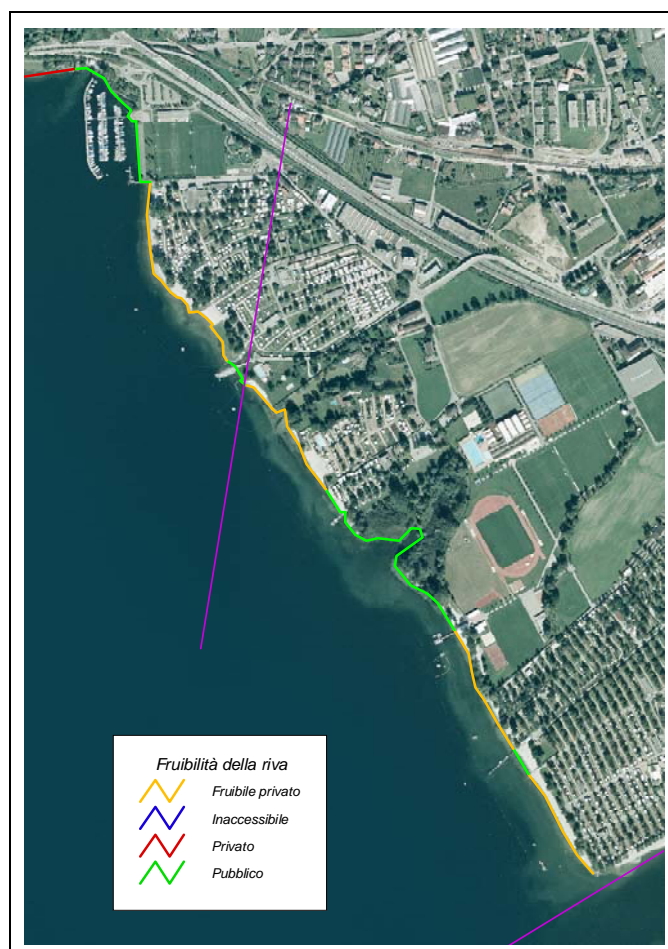 Fruibilità della riva
Fruibile privato
Inaccessibile
Privato
Pubblico